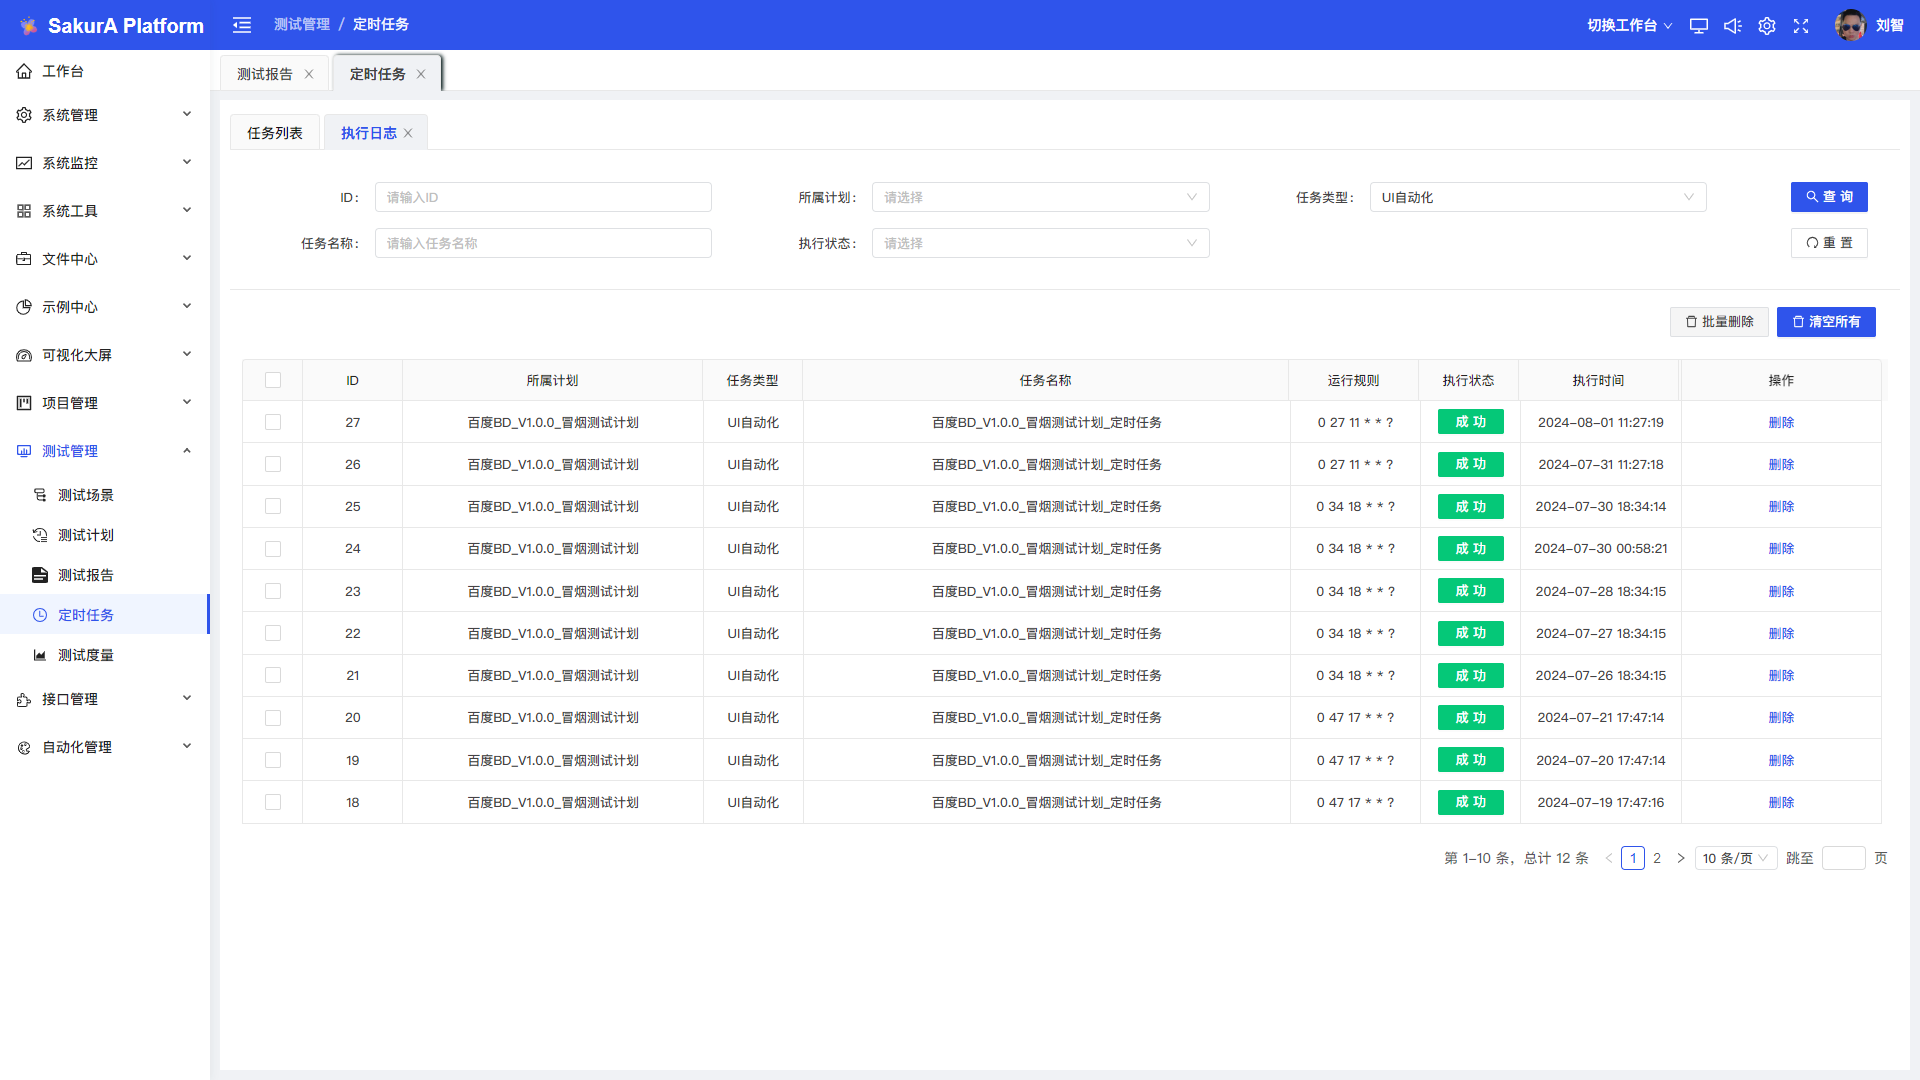 SakurA Platform
测试管理 / 定时任务
切换工作台
刘智
工作台
系统管理
系统监控
系统工具
文件中心
示例中心
可视化大屏
项目管理
测试管理
测试场景
测试计划
测试报告
定时任务
测试度量
接口管理
自动化管理
测试报告
定时任务
任务列表
执行日志
ID： 请输入ID
所属计划： 请选择
任务类型： UI自动化
查 询
任务名称： 请输入任务名称
执行状态： 请选择
重 置
批量删除
清空所有
ID 所属计划 任务类型 任务名称 运行规则 执行状态 执行时间 操作
27 百度BD_V1.0.0_冒烟测试计划 UI自动化 百度BD_V1.0.0_冒烟测试计划_定时任务 0 27 11 * * ? 成 功 2024-08-01 11:27:19 删除
26 百度BD_V1.0.0_冒烟测试计划 UI自动化 百度BD_V1.0.0_冒烟测试计划_定时任务 0 27 11 * * ? 成 功 2024-07-31 11:27:18 删除
25 百度BD_V1.0.0_冒烟测试计划 UI自动化 百度BD_V1.0.0_冒烟测试计划_定时任务 0 34 18 * * ? 成 功 2024-07-30 18:34:14 删除
24 百度BD_V1.0.0_冒烟测试计划 UI自动化 百度BD_V1.0.0_冒烟测试计划_定时任务 0 34 18 * * ? 成 功 2024-07-30 00:58:21 删除
23 百度BD_V1.0.0_冒烟测试计划 UI自动化 百度BD_V1.0.0_冒烟测试计划_定时任务 0 34 18 * * ? 成 功 2024-07-28 18:34:15 删除
22 百度BD_V1.0.0_冒烟测试计划 UI自动化 百度BD_V1.0.0_冒烟测试计划_定时任务 0 34 18 * * ? 成 功 2024-07-27 18:34:15 删除
21 百度BD_V1.0.0_冒烟测试计划 UI自动化 百度BD_V1.0.0_冒烟测试计划_定时任务 0 34 18 * * ? 成 功 2024-07-26 18:34:15 删除
20 百度BD_V1.0.0_冒烟测试计划 UI自动化 百度BD_V1.0.0_冒烟测试计划_定时任务 0 47 17 * * ? 成 功 2024-07-21 17:47:14 删除
19 百度BD_V1.0.0_冒烟测试计划 UI自动化 百度BD_V1.0.0_冒烟测试计划_定时任务 0 47 17 * * ? 成 功 2024-07-20 17:47:14 删除
18 百度BD_V1.0.0_冒烟测试计划 UI自动化 百度BD_V1.0.0_冒烟测试计划_定时任务 0 47 17 * * ? 成 功 2024-07-19 17:47:16 删除
第 1-10 条，总计 12 条 < 1 2 > 10 条/页 跳至 页